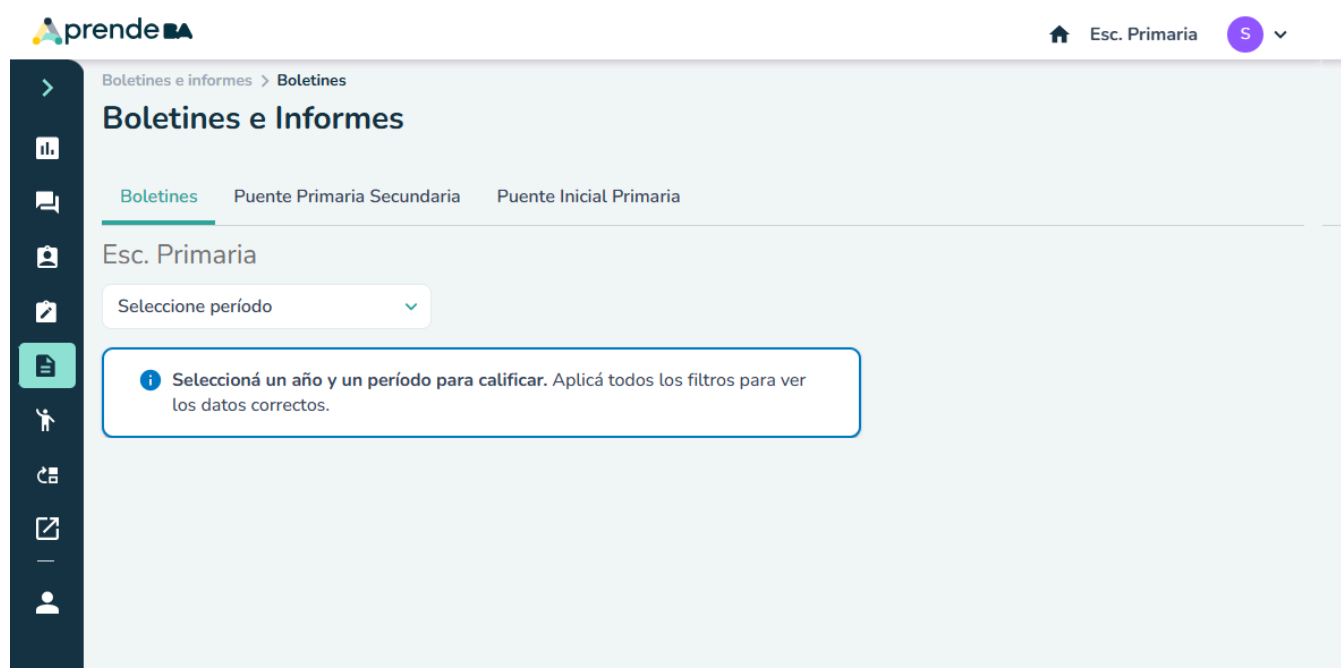 AprendeBA
Esc. Primaria
S
Boletines e informes > Boletines
Boletines e Informes
Boletines
Puente Primaria Secundaria
Puente Inicial Primaria
Esc. Primaria
Seleccione período
Seleccioná un año y un período para calificar. Aplicá todos los filtros para ver
los datos correctos.